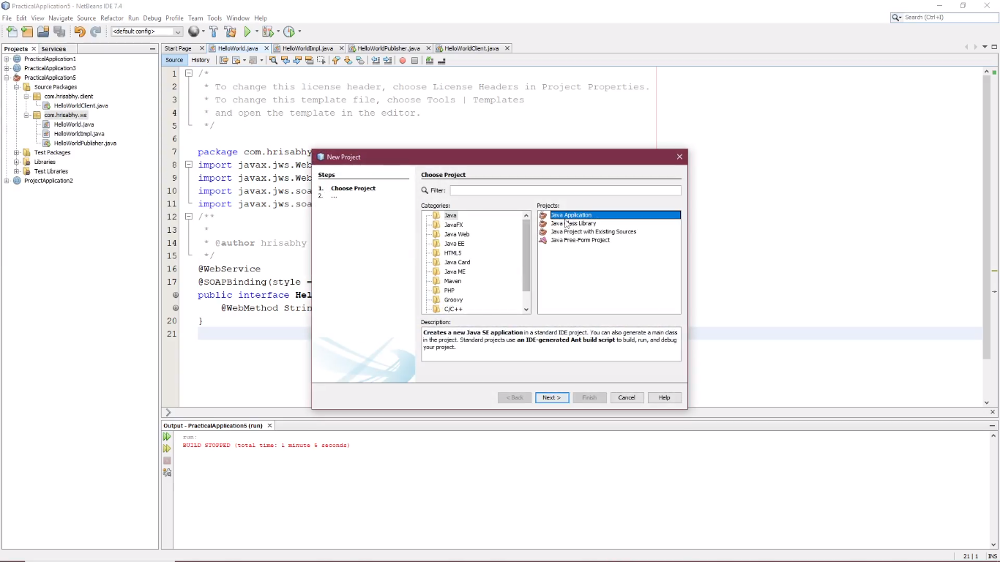 PracticalApplication5 - NetBeans IDE 7.4
File Edit View Navigate Source Refactor Run Debug Profile Team Tools Window Help
Search (Ctrl+I)
<default config>
Projects Services
PracticalApplication1
PracticalApplication3
PracticalApplication5
Source Packages
com.hrisabhy.client
HelloWorldClient.java
com.hrisabhy.ws
HelloWorld.java
HelloWorldImpl.java
HelloWorldPublisher.java
Test Packages
Libraries
Test Libraries
ProjectApplication2
Start Page HelloWorld.java HelloWorldImpl.java HelloWorldPublisher.java HelloWorldClient.java
Source History
1 /*
2 * To change this license header, choose License Headers in Project Properties.
3 * To change this template file, choose Tools | Templates
4 * and open the template in the editor.
5 */
6
7 package com.hrisabhy
8 import javax.jws.Web
9 import javax.jws.Web
10 import javax.jws.soa
11 import javax.jws.soa
12 /**
13 *
14 * @author hrisabhy
15 */
16 @WebService
17 @SOAPBinding(style =
public interface Hel
@WebMethod Strin
20 }
21
New Project
Steps
1. Choose Project
2. ...
Choose Project
Filter:
Categories:
Java
JavaFX
Java Web
Java EE
HTML5
Java Card
Java ME
Maven
PHP
Groovy
C/C++
Projects:
Java Application
Java Class Library
Java Project with Existing Sources
Java Free-Form Project
Description:
Creates a new Java SE application in a standard IDE project. You can also generate a main class
in the project. Standard projects use an IDE-generated Ant build script to build, run, and debug
your project.
< Back Next > Finish Cancel Help
Output - PracticalApplication5 (run)
run:
BUILD STOPPED (total time: 1 minute 5 seconds)
21 | 1 INS